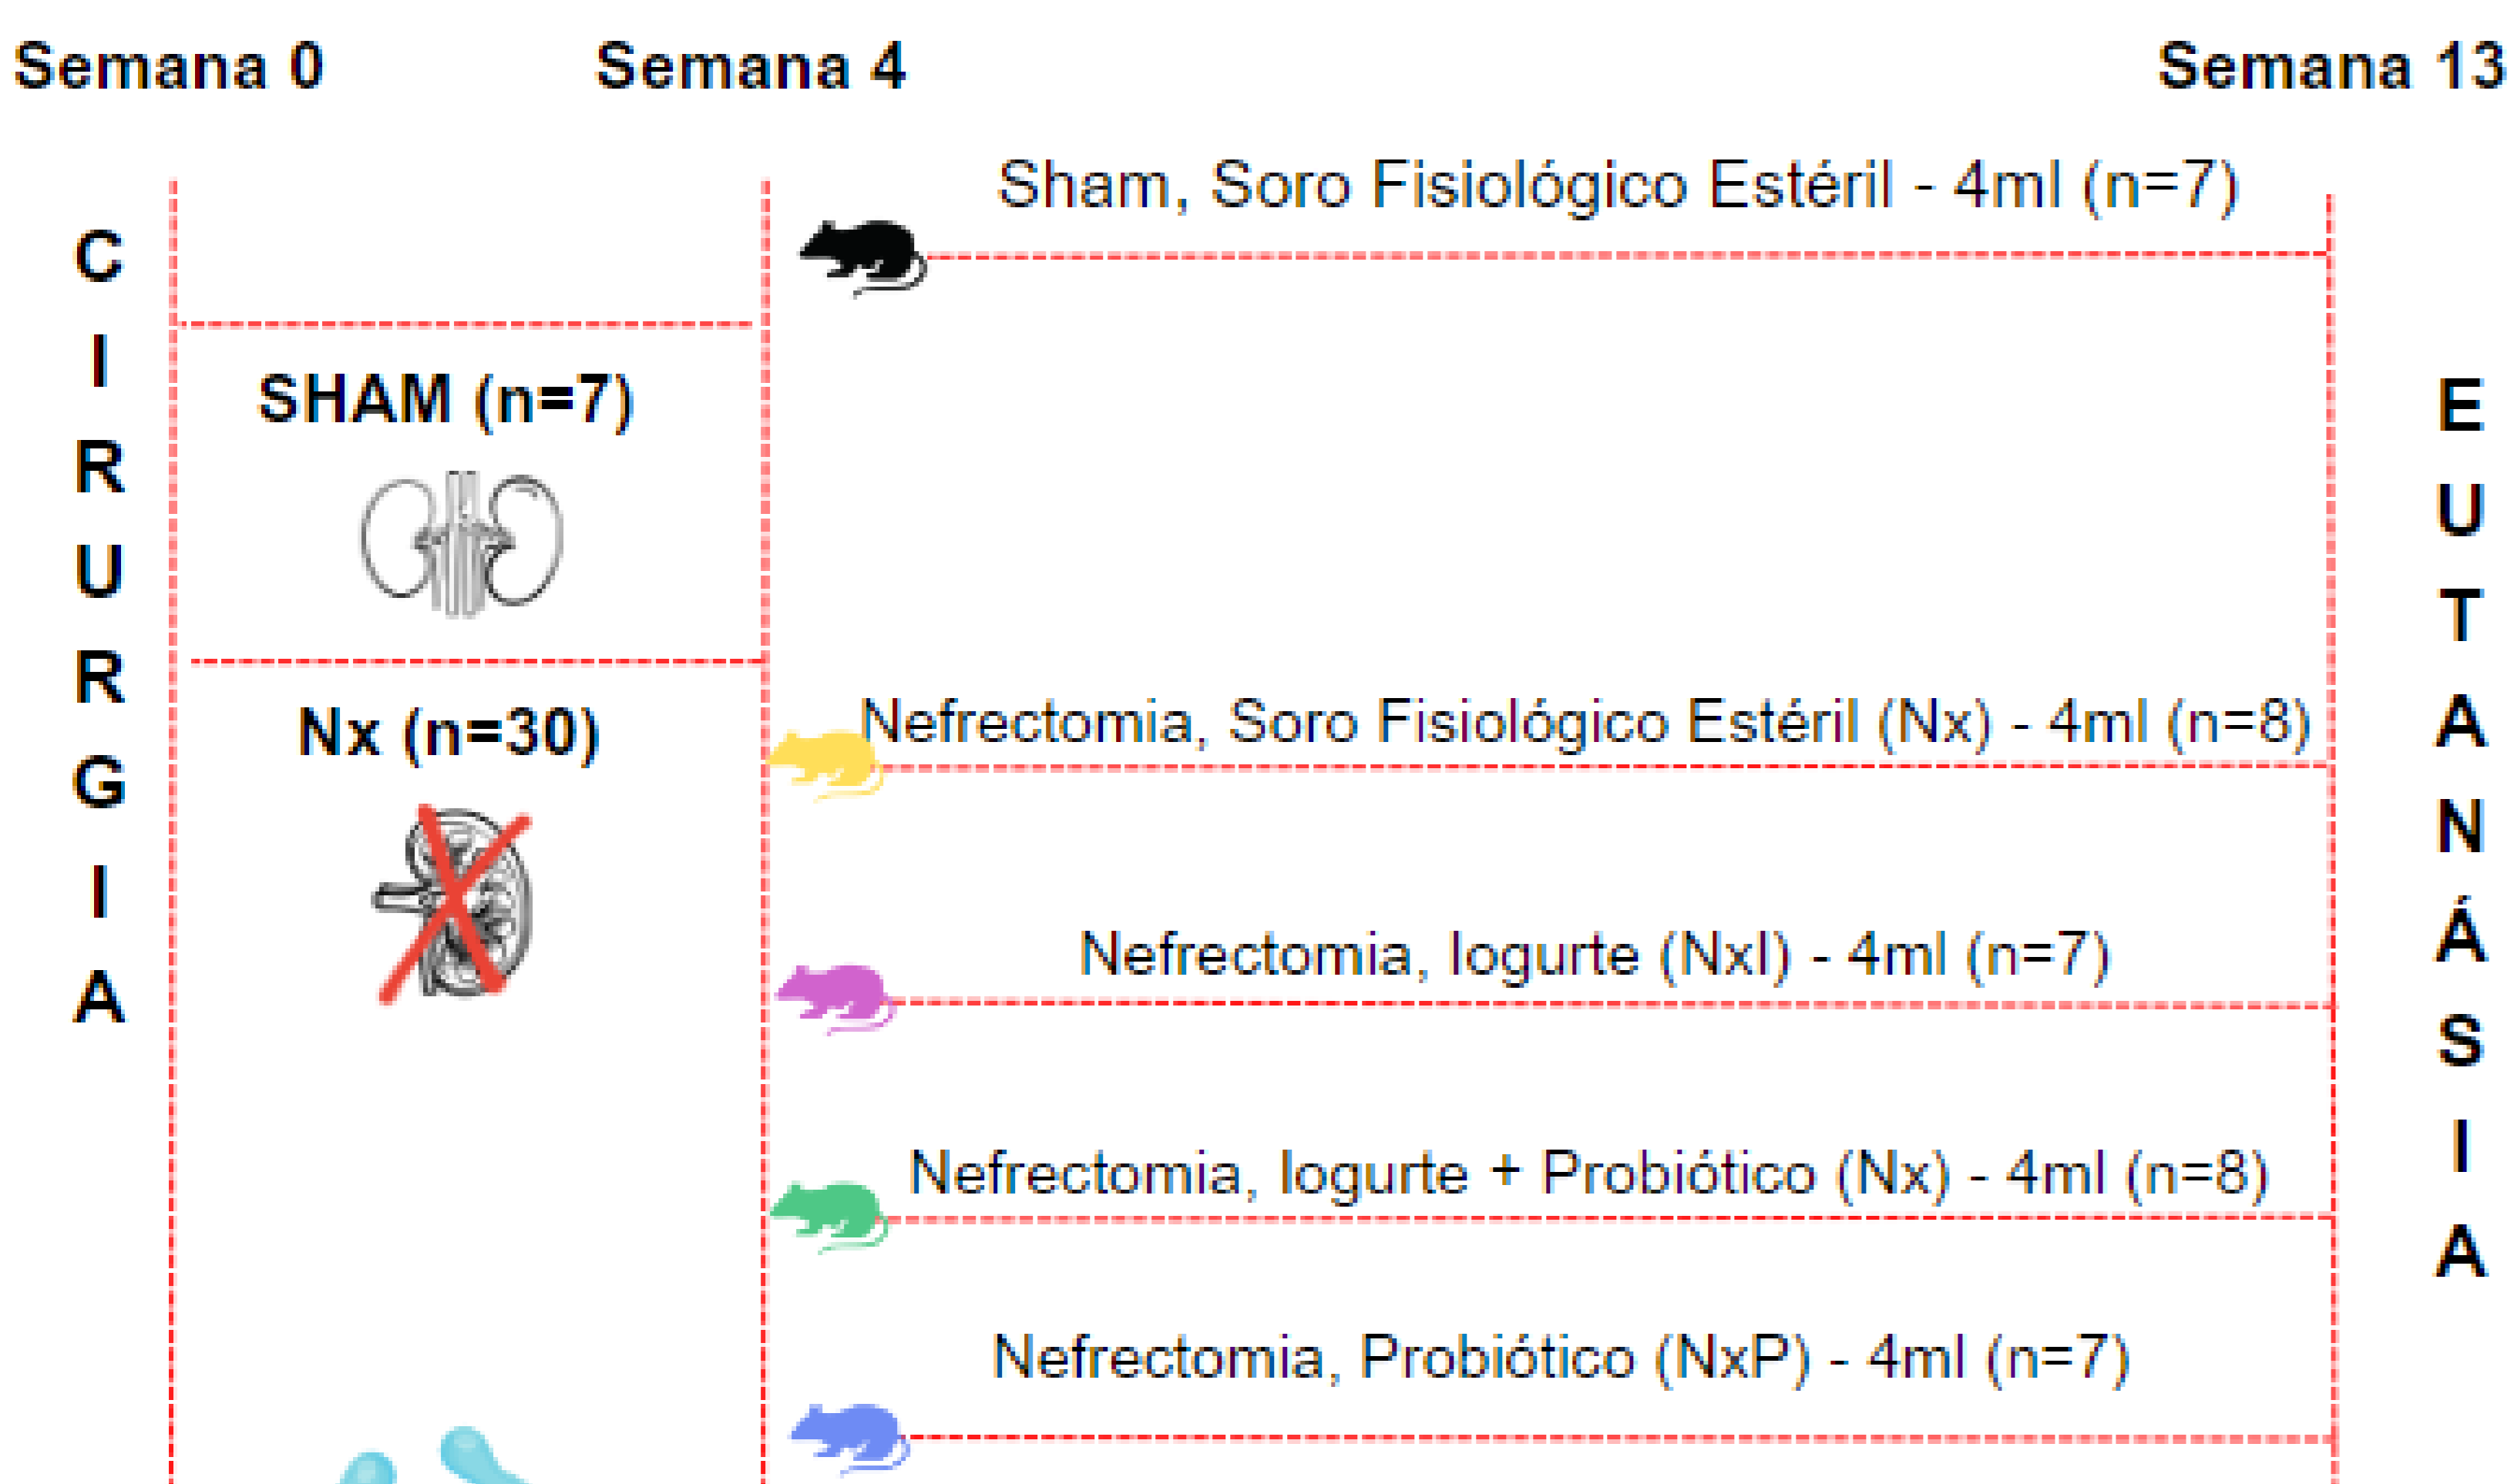 Semana 0 Semana 4 Semana 13
CIRURGIA
SHAM (n=7)
Nx (n=30)
Sham, Soro Fisiológico Estéril - 4ml (n=7)
Nefrectomia, Soro Fisiológico Estéril (Nx) - 4ml (n=8)
Nefrectomia, Iogurte (NxI) - 4ml (n=7)
Nefrectomia, Iogurte + Probiótico (Nx) - 4ml (n=8)
Nefrectomia, Probiótico (NxP) - 4ml (n=7)
EUTANÁSIA